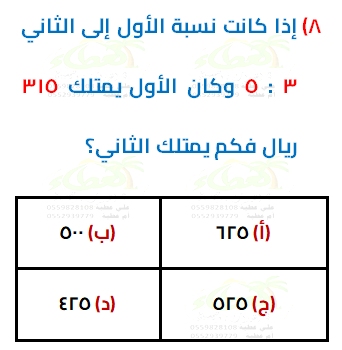 ٨) إذا كانت نسبة الأول إلى الثاني
٣ : ٥ وكان الأول يمتلك ٣١٥
ريال فكم يمتلك الثاني؟
(أ) ٦٢٥ (ب) ٥٠٠
(ج) ٥٢٥ (د) ٤٢٥